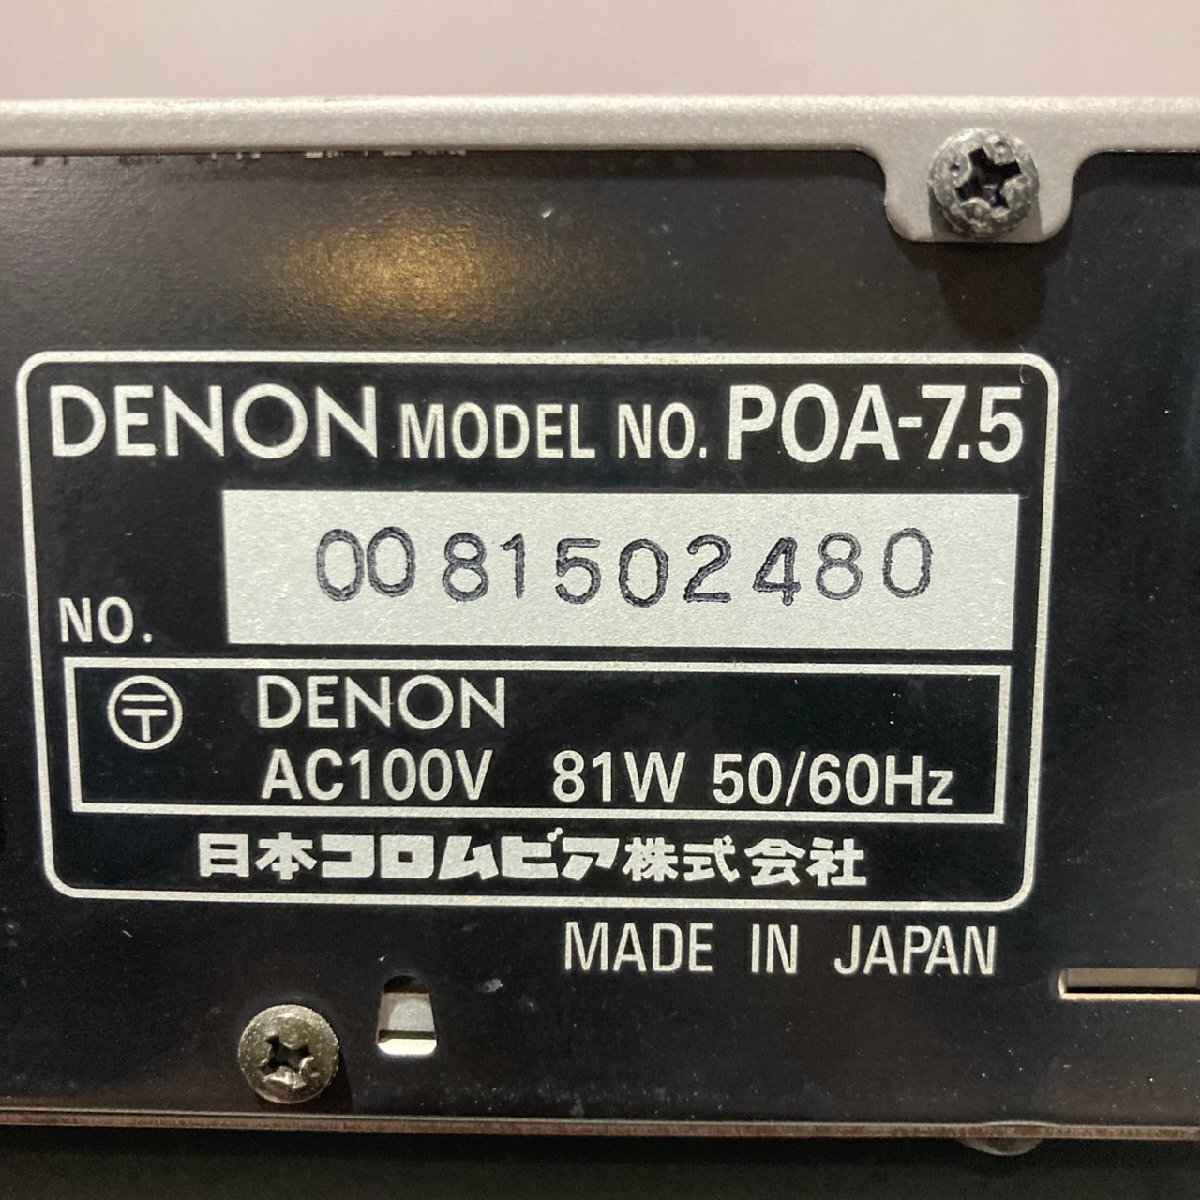 DENON MODEL NO. POA-7.5
0081502480
NO.
〶 DENON
AC100V 81W 50/60Hz
日本コロムビア株式会社
MADE IN JAPAN